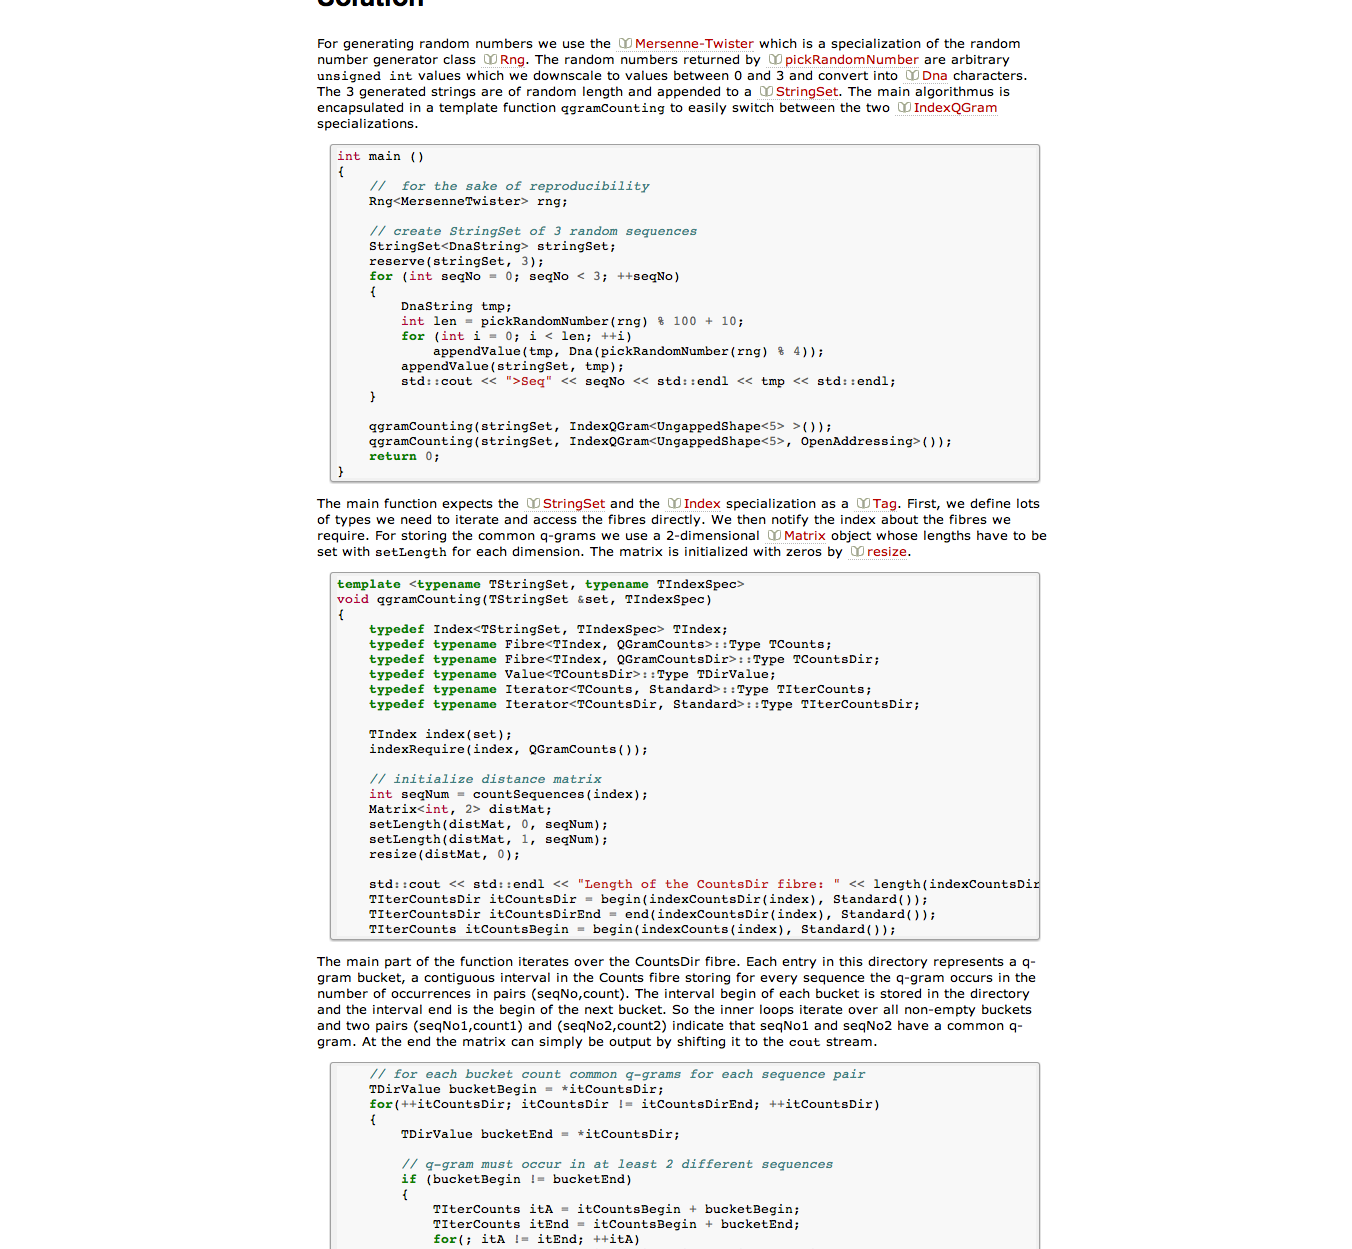 Solution
For generating random numbers we use the Mersenne-Twister which is a specialization of the random
number generator class Rng. The random numbers returned by pickRandomNumber are arbitrary
unsigned int values which we downscale to values between 0 and 3 and convert into Dna characters.
The 3 generated strings are of random length and appended to a StringSet. The main algorithmus is
encapsulated in a template function qgramCounting to easily switch between the two IndexQGram
specializations.
int main ()
{
    //  for the sake of reproducibility
    Rng<MersenneTwister> rng;

    // create StringSet of 3 random sequences
    StringSet<DnaString> stringSet;
    reserve(stringSet, 3);
    for (int seqNo = 0; seqNo < 3; ++seqNo)
    {
        DnaString tmp;
        int len = pickRandomNumber(rng) % 100 + 10;
        for (int i = 0; i < len; ++i)
            appendValue(tmp, Dna(pickRandomNumber(rng) % 4));
        appendValue(stringSet, tmp);
        std::cout << ">Seq" << seqNo << std::endl << tmp << std::endl;
    }

    qgramCounting(stringSet, IndexQGram<UngappedShape<5> >());
    qgramCounting(stringSet, IndexQGram<UngappedShape<5>, OpenAddressing>());
    return 0;
}
The main function expects the StringSet and the Index specialization as a Tag. First, we define lots
of types we need to iterate and access the fibres directly. We then notify the index about the fibres we
require. For storing the common q-grams we use a 2-dimensional Matrix object whose lengths have to be
set with setLength for each dimension. The matrix is initialized with zeros by resize.
template <typename TStringSet, typename TIndexSpec>
void qgramCounting(TStringSet &set, TIndexSpec)
{
    typedef Index<TStringSet, TIndexSpec> TIndex;
    typedef typename Fibre<TIndex, QGramCounts>::Type TCounts;
    typedef typename Fibre<TIndex, QGramCountsDir>::Type TCountsDir;
    typedef typename Value<TCountsDir>::Type TDirValue;
    typedef typename Iterator<TCounts, Standard>::Type TIterCounts;
    typedef typename Iterator<TCountsDir, Standard>::Type TIterCountsDir;

    TIndex index(set);
    indexRequire(index, QGramCounts());

    // initialize distance matrix
    int seqNum = countSequences(index);
    Matrix<int, 2> distMat;
    setLength(distMat, 0, seqNum);
    setLength(distMat, 1, seqNum);
    resize(distMat, 0);

    std::cout << std::endl << "Length of the CountsDir fibre: " << length(indexCountsDir
    TIterCountsDir itCountsDir = begin(indexCountsDir(index), Standard());
    TIterCountsDir itCountsDirEnd = end(indexCountsDir(index), Standard());
    TIterCounts itCountsBegin = begin(indexCounts(index), Standard());
The main part of the function iterates over the CountsDir fibre. Each entry in this directory represents a q-
gram bucket, a contiguous interval in the Counts fibre storing for every sequence the q-gram occurs in the
number of occurrences in pairs (seqNo,count). The interval begin of each bucket is stored in the directory
and the interval end is the begin of the next bucket. So the inner loops iterate over all non-empty buckets
and two pairs (seqNo1,count1) and (seqNo2,count2) indicate that seqNo1 and seqNo2 have a common q-
gram. At the end the matrix can simply be output by shifting it to the cout stream.
    // for each bucket count common q-grams for each sequence pair
    TDirValue bucketBegin = *itCountsDir;
    for(++itCountsDir; itCountsDir != itCountsDirEnd; ++itCountsDir)
    {
        TDirValue bucketEnd = *itCountsDir;

        // q-gram must occur in at least 2 different sequences
        if (bucketBegin != bucketEnd)
        {
            TIterCounts itA = itCountsBegin + bucketBegin;
            TIterCounts itEnd = itCountsBegin + bucketEnd;
            for(; itA != itEnd; ++itA)